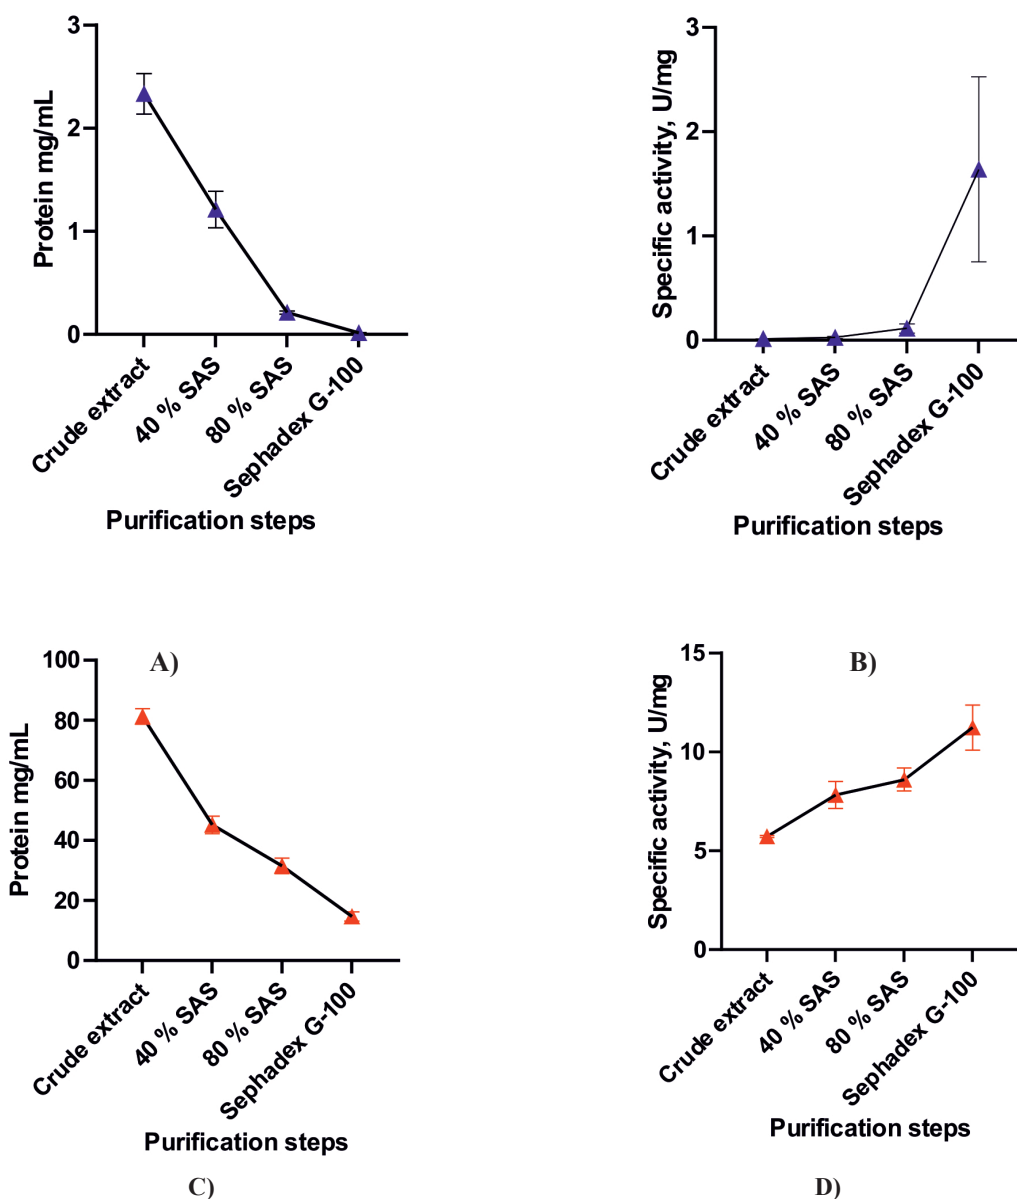 Protein mg/mL
3
2
1
0
Crude extract
40 % SAS
80 % SAS
Sephadex G-100
Purification steps
A)
Specific activity, U/mg
3
2
1
0
Crude extract
40 % SAS
80 % SAS
Sephadex G-100
Purification steps
B)
Protein mg/mL
100
80
60
40
20
0
Crude extract
40 % SAS
80 % SAS
Sephadex G-100
Purification steps
C)
Specific activity, U/mg
15
10
5
0
Crude extract
40 % SAS
80 % SAS
Sephadex G-100
Purification steps
D)